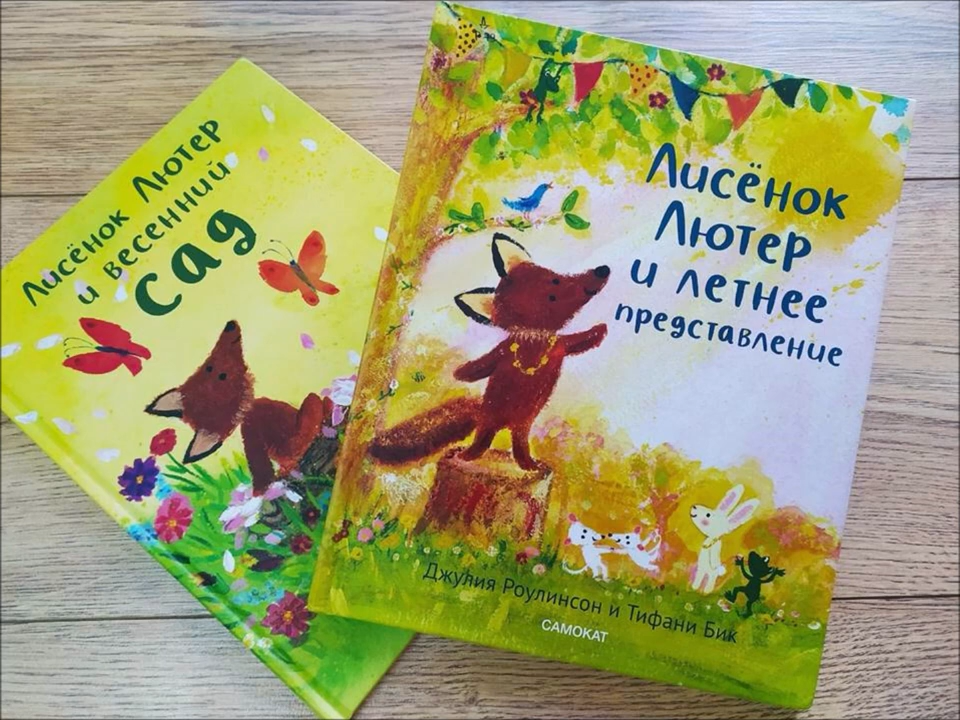 Лисёнок Лютер
и весенний
сад
Лисёнок
Лютер
и летнее
представление
Джулия Роулинсон и Тифани Бик
САМОКАТ